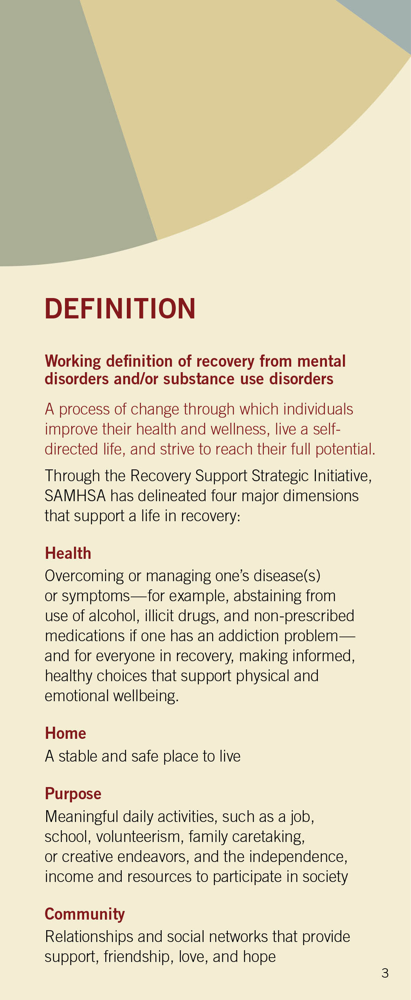 DEFINITION
Working definition of recovery from mental
disorders and/or substance use disorders
A process of change through which individuals
improve their health and wellness, live a self-
directed life, and strive to reach their full potential.
Through the Recovery Support Strategic Initiative,
SAMHSA has delineated four major dimensions
that support a life in recovery:
Health
Overcoming or managing one’s disease(s)
or symptoms—for example, abstaining from
use of alcohol, illicit drugs, and non-prescribed
medications if one has an addiction problem—
and for everyone in recovery, making informed,
healthy choices that support physical and
emotional wellbeing.
Home
A stable and safe place to live
Purpose
Meaningful daily activities, such as a job,
school, volunteerism, family caretaking,
or creative endeavors, and the independence,
income and resources to participate in society
Community
Relationships and social networks that provide
support, friendship, love, and hope
3